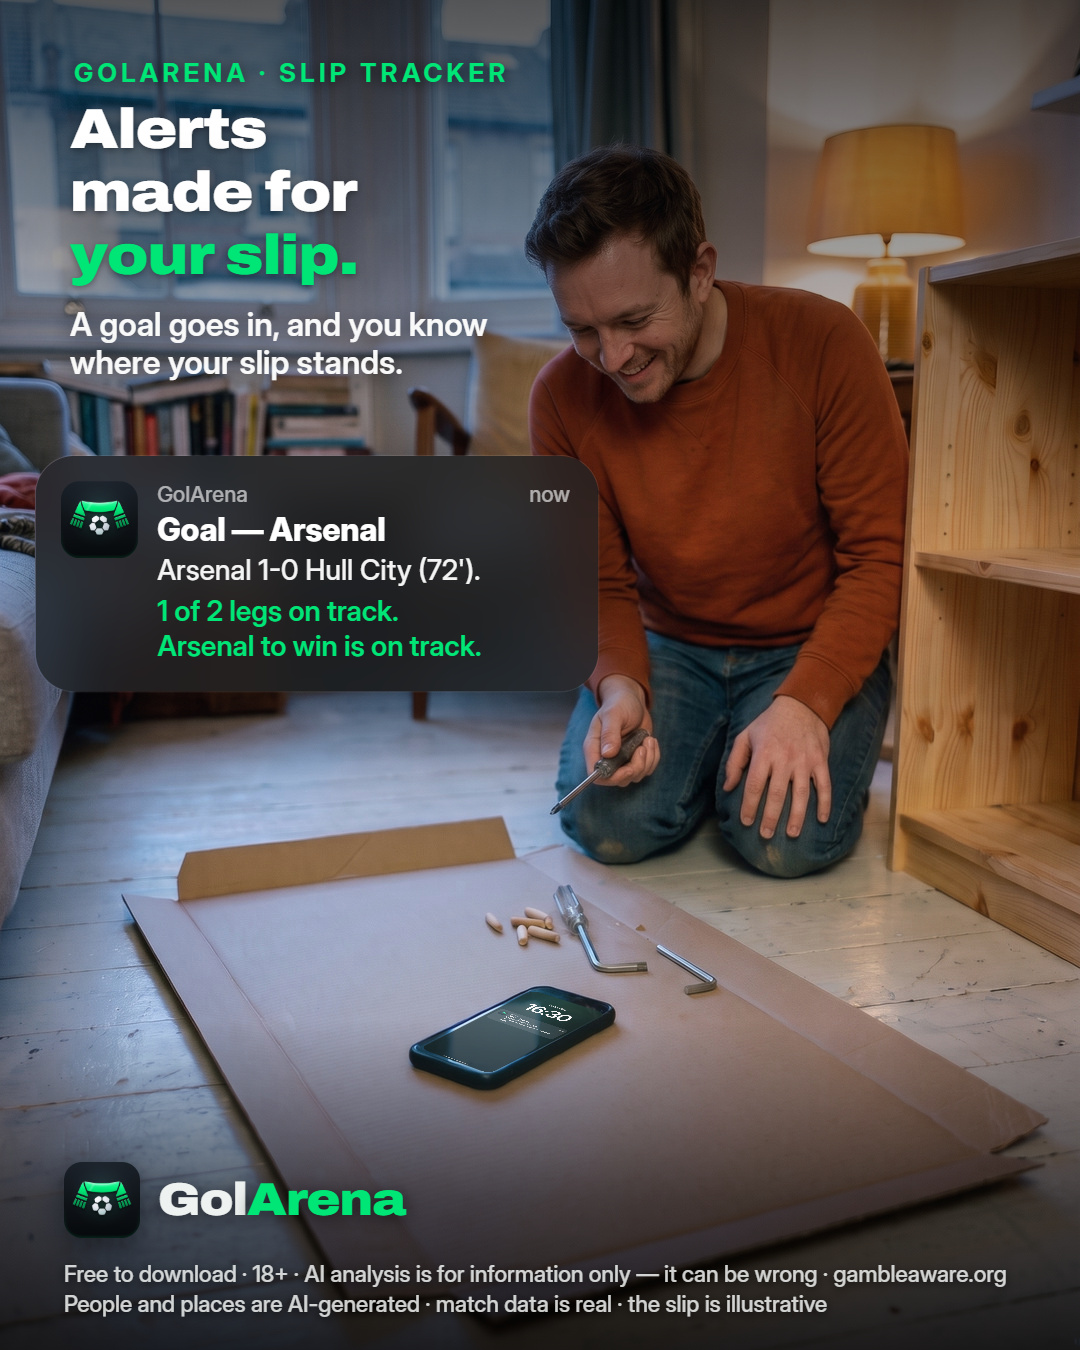 GOLARENA · SLIP TRACKER
Alerts
made for
your slip.
A goal goes in, and you know
where your slip stands.
GolArena now
Goal — Arsenal
Arsenal 1-0 Hull City (72').
1 of 2 legs on track.
Arsenal to win is on track.
16:30
GolArena
Free to download · 18+ · AI analysis is for information only — it can be wrong · gambleaware.org
People and places are AI-generated · match data is real · the slip is illustrative